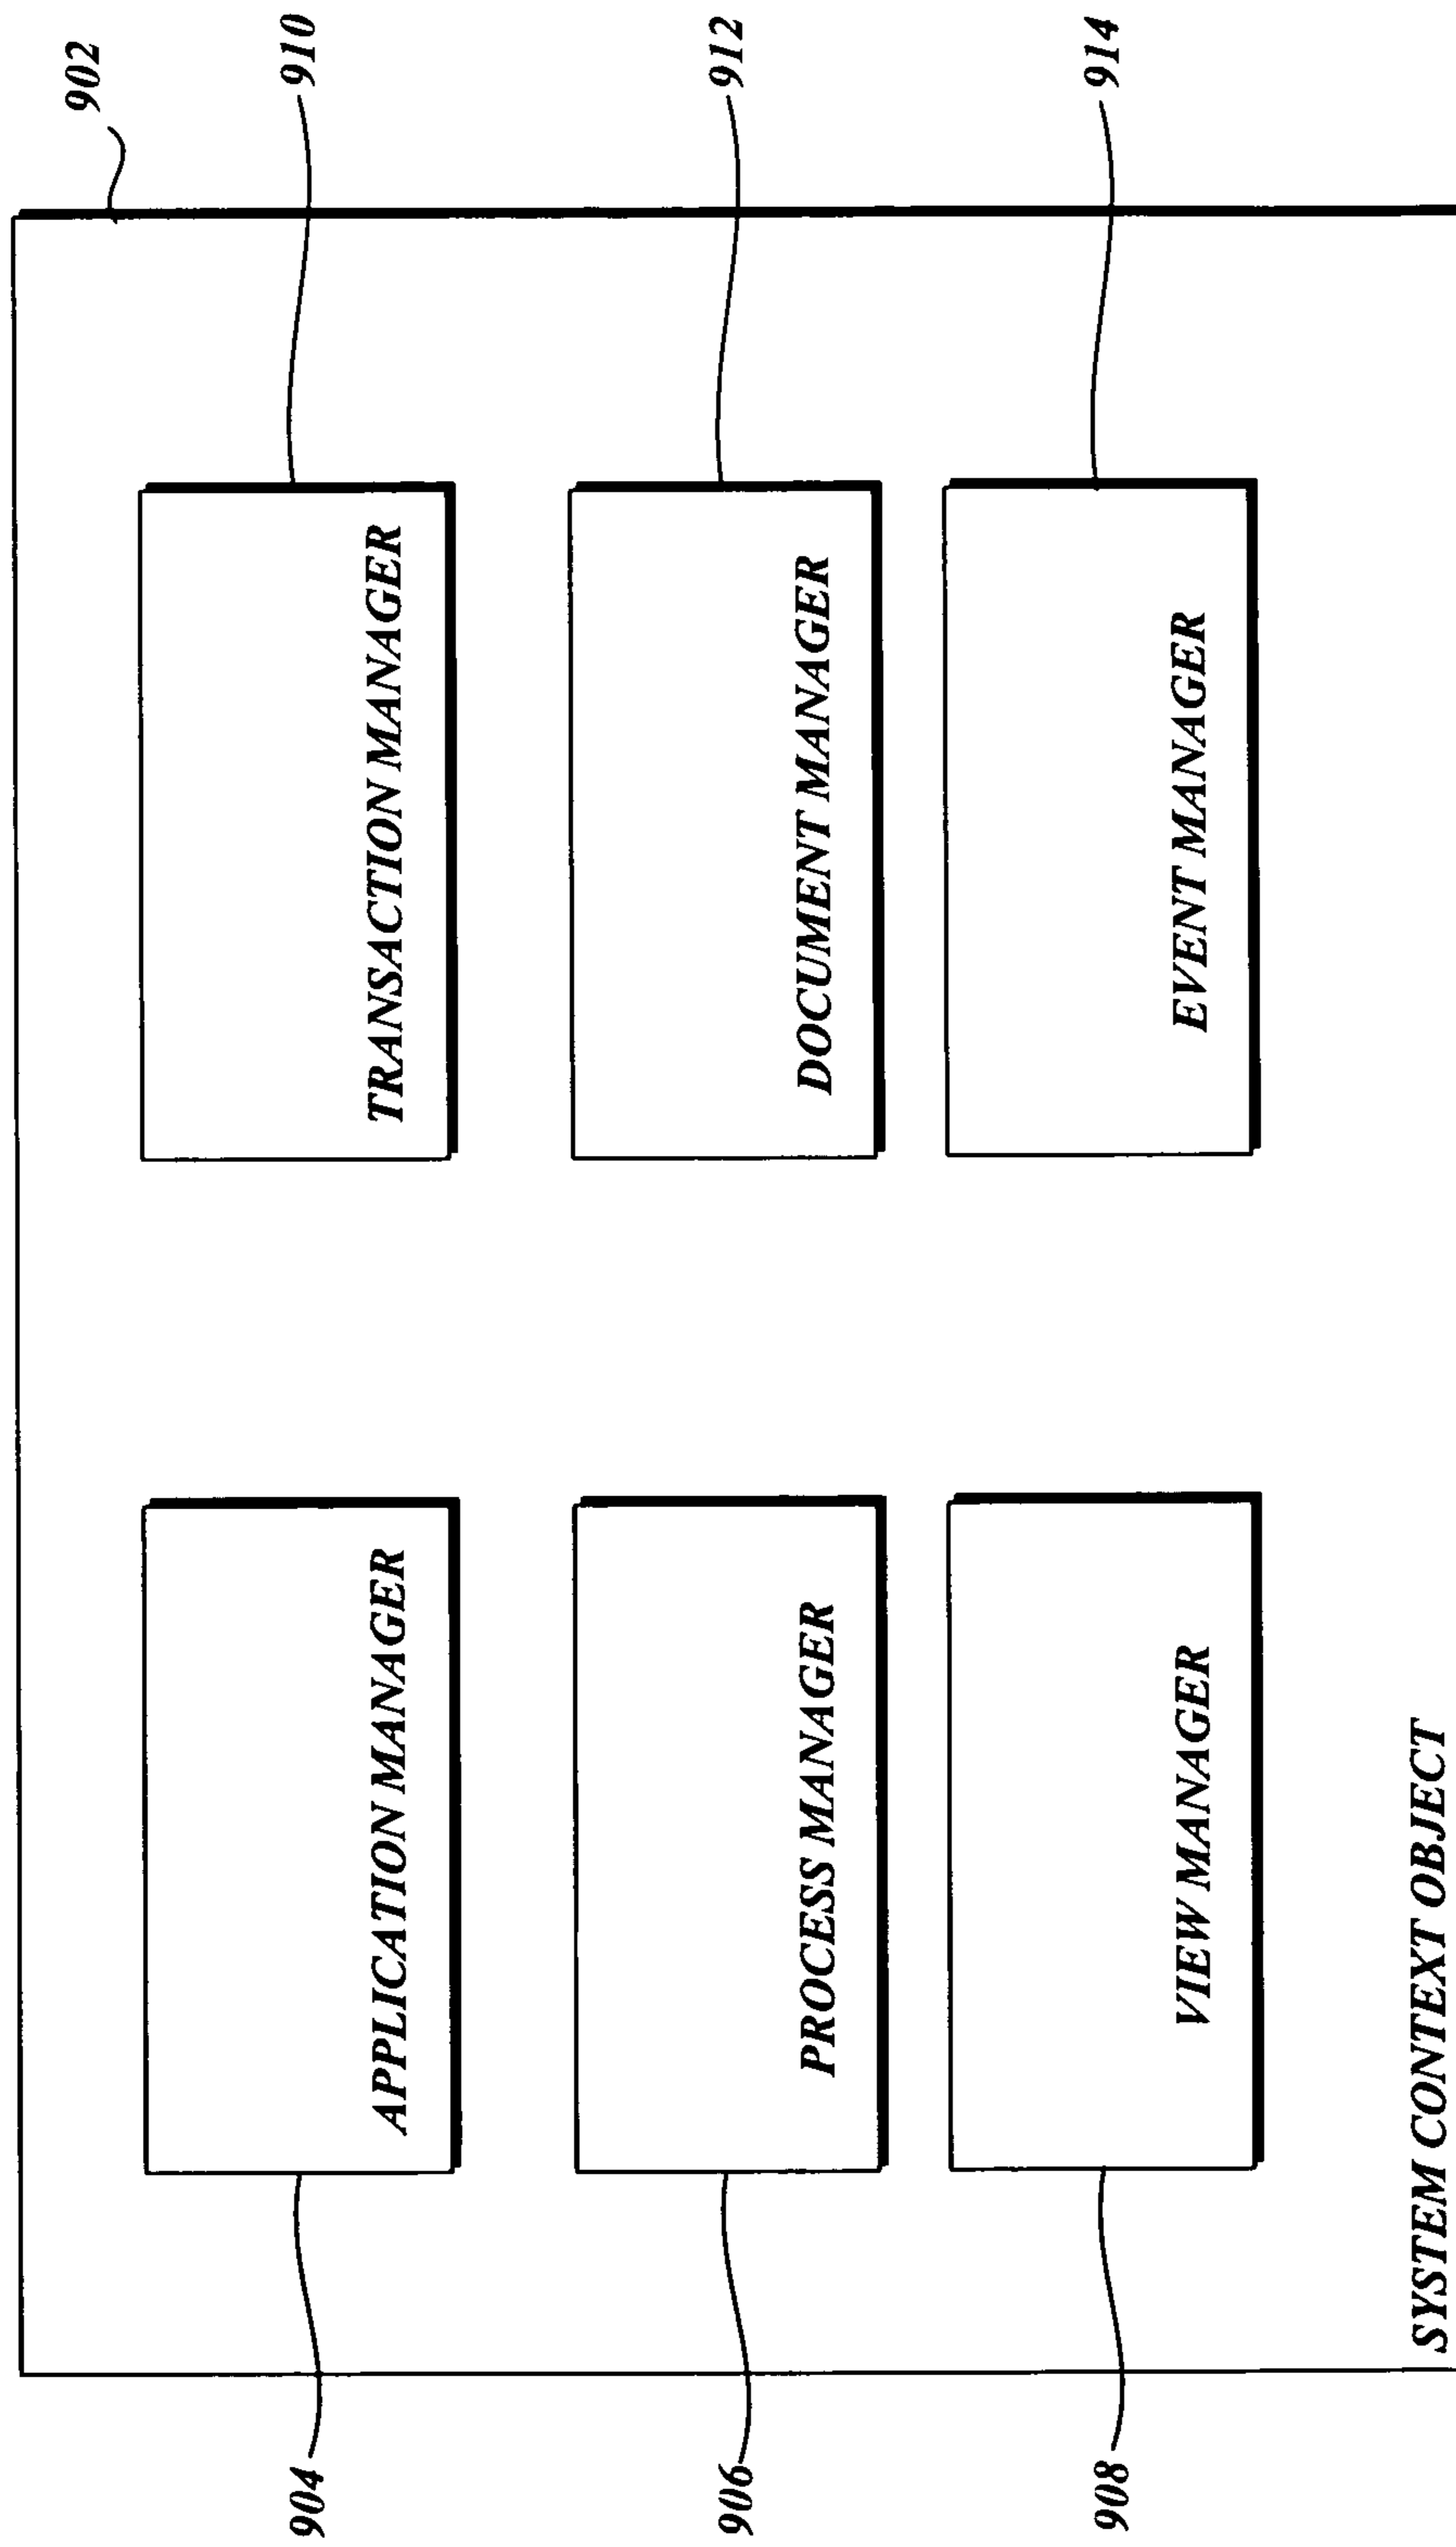 902
904
APPLICATION MANAGER
TRANSACTION MANAGER
910
906
PROCESS MANAGER
DOCUMENT MANAGER
912
908
VIEW MANAGER
EVENT MANAGER
914
SYSTEM CONTEXT OBJECT